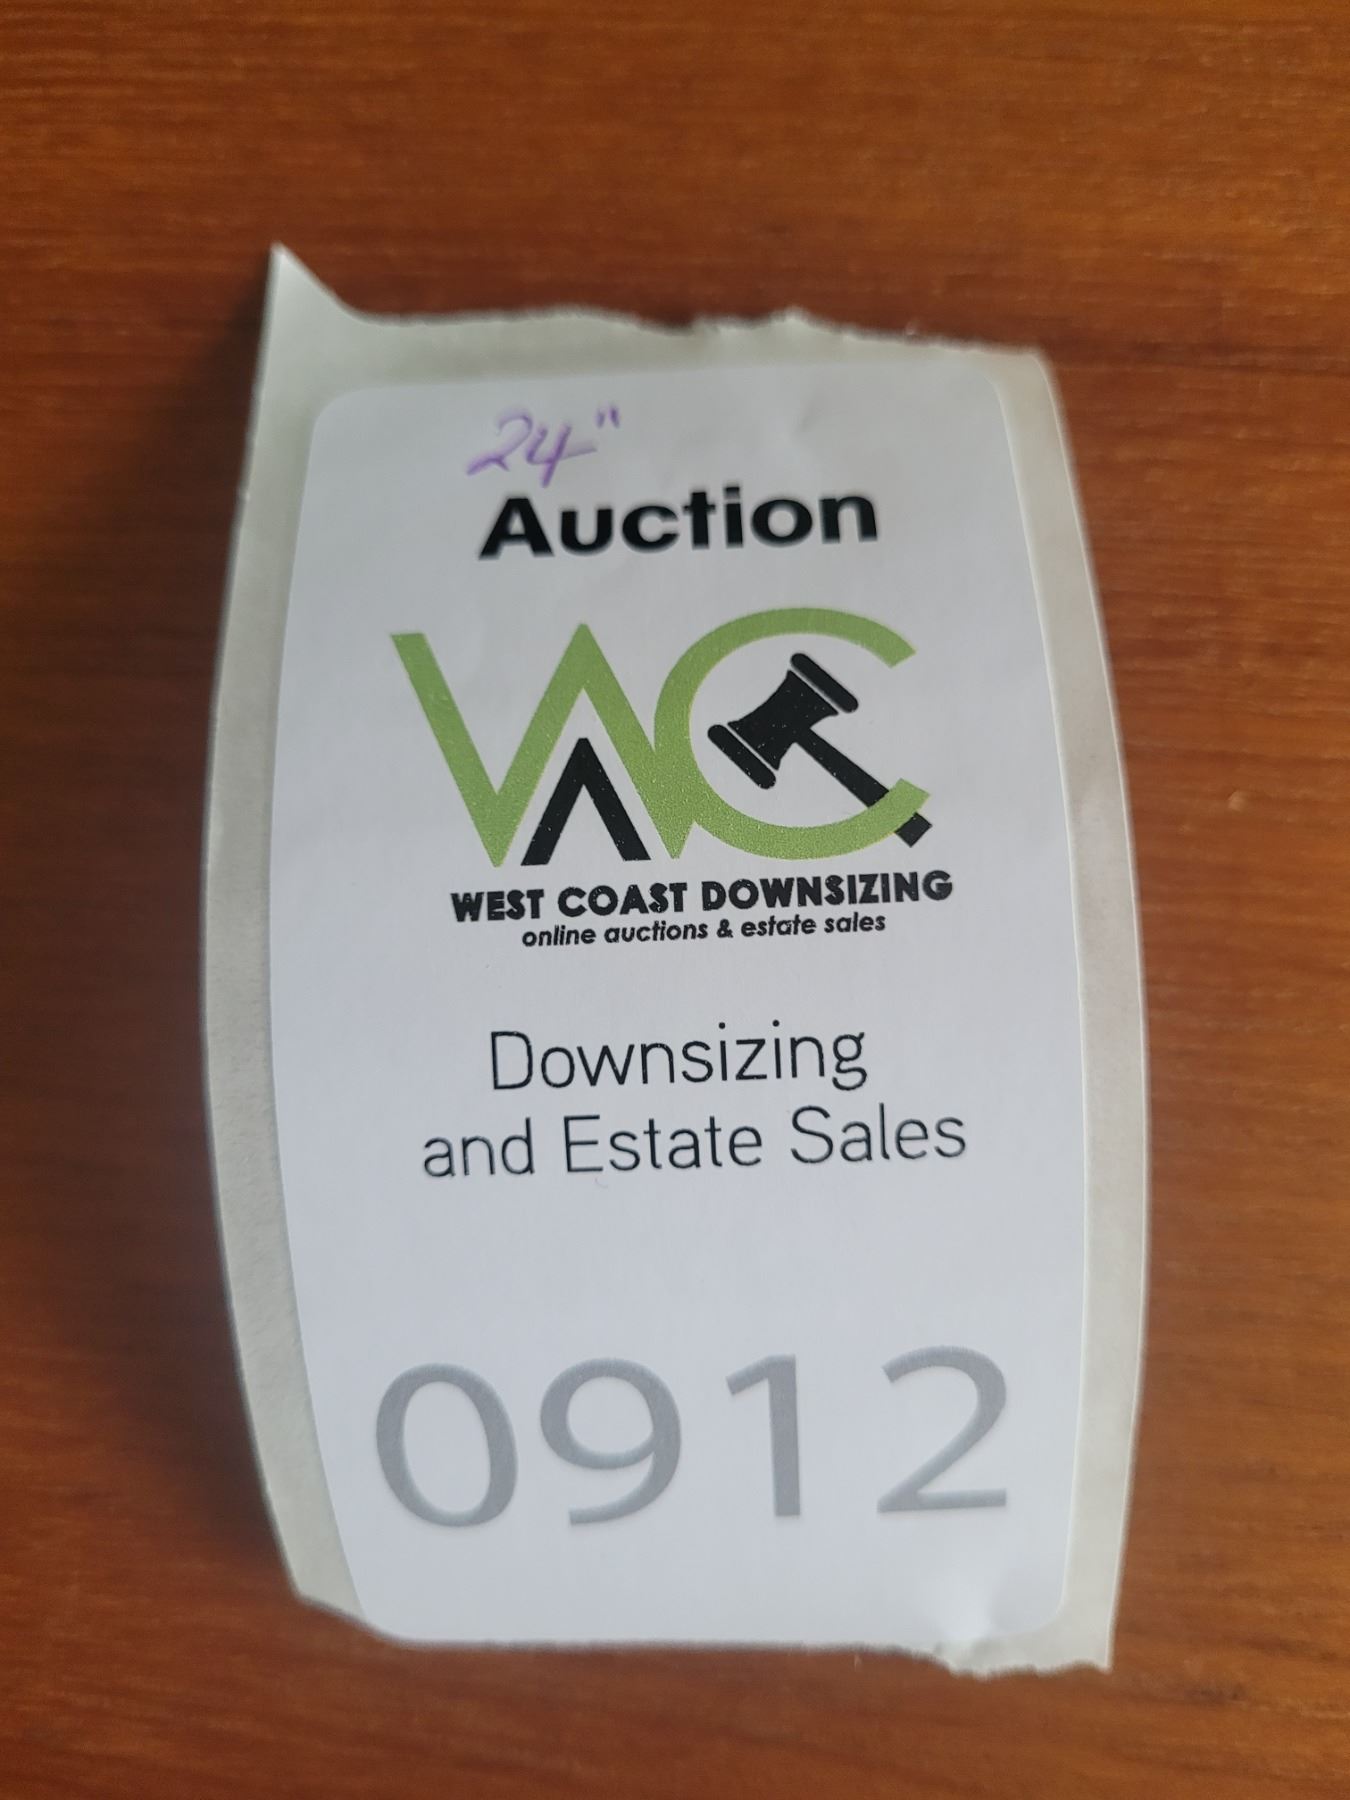 24"
Auction
WC
WEST COAST DOWNSIZING
online auctions & estate sales
Downsizing
and Estate Sales
0912